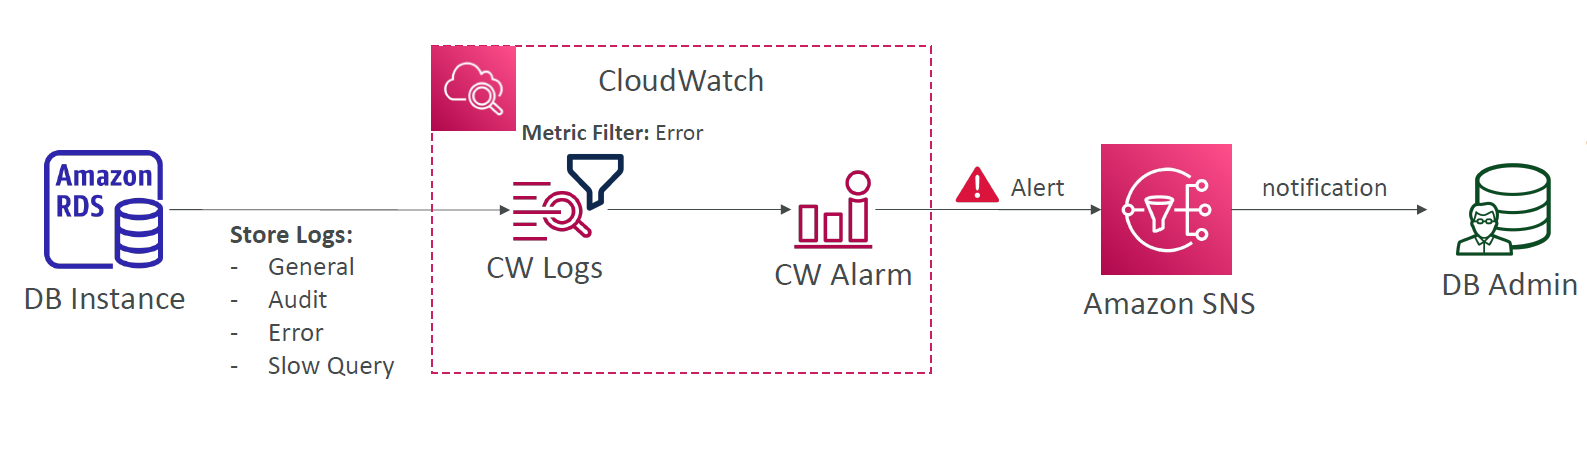 Amazon
RDS
DB Instance
Store Logs:
- General
- Audit
- Error
- Slow Query
CloudWatch
Metric Filter: Error
CW Logs
CW Alarm
Alert
Amazon SNS
notification
DB Admin